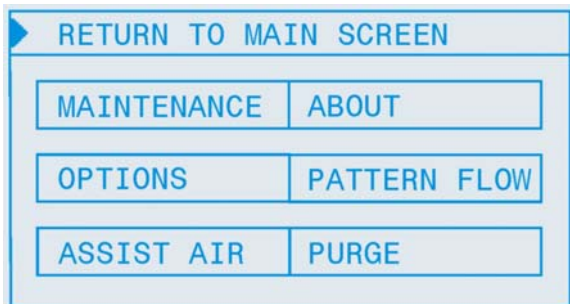 RETURN TO MAIN SCREEN
MAINTENANCE ABOUT
OPTIONS PATTERN FLOW
ASSIST AIR PURGE